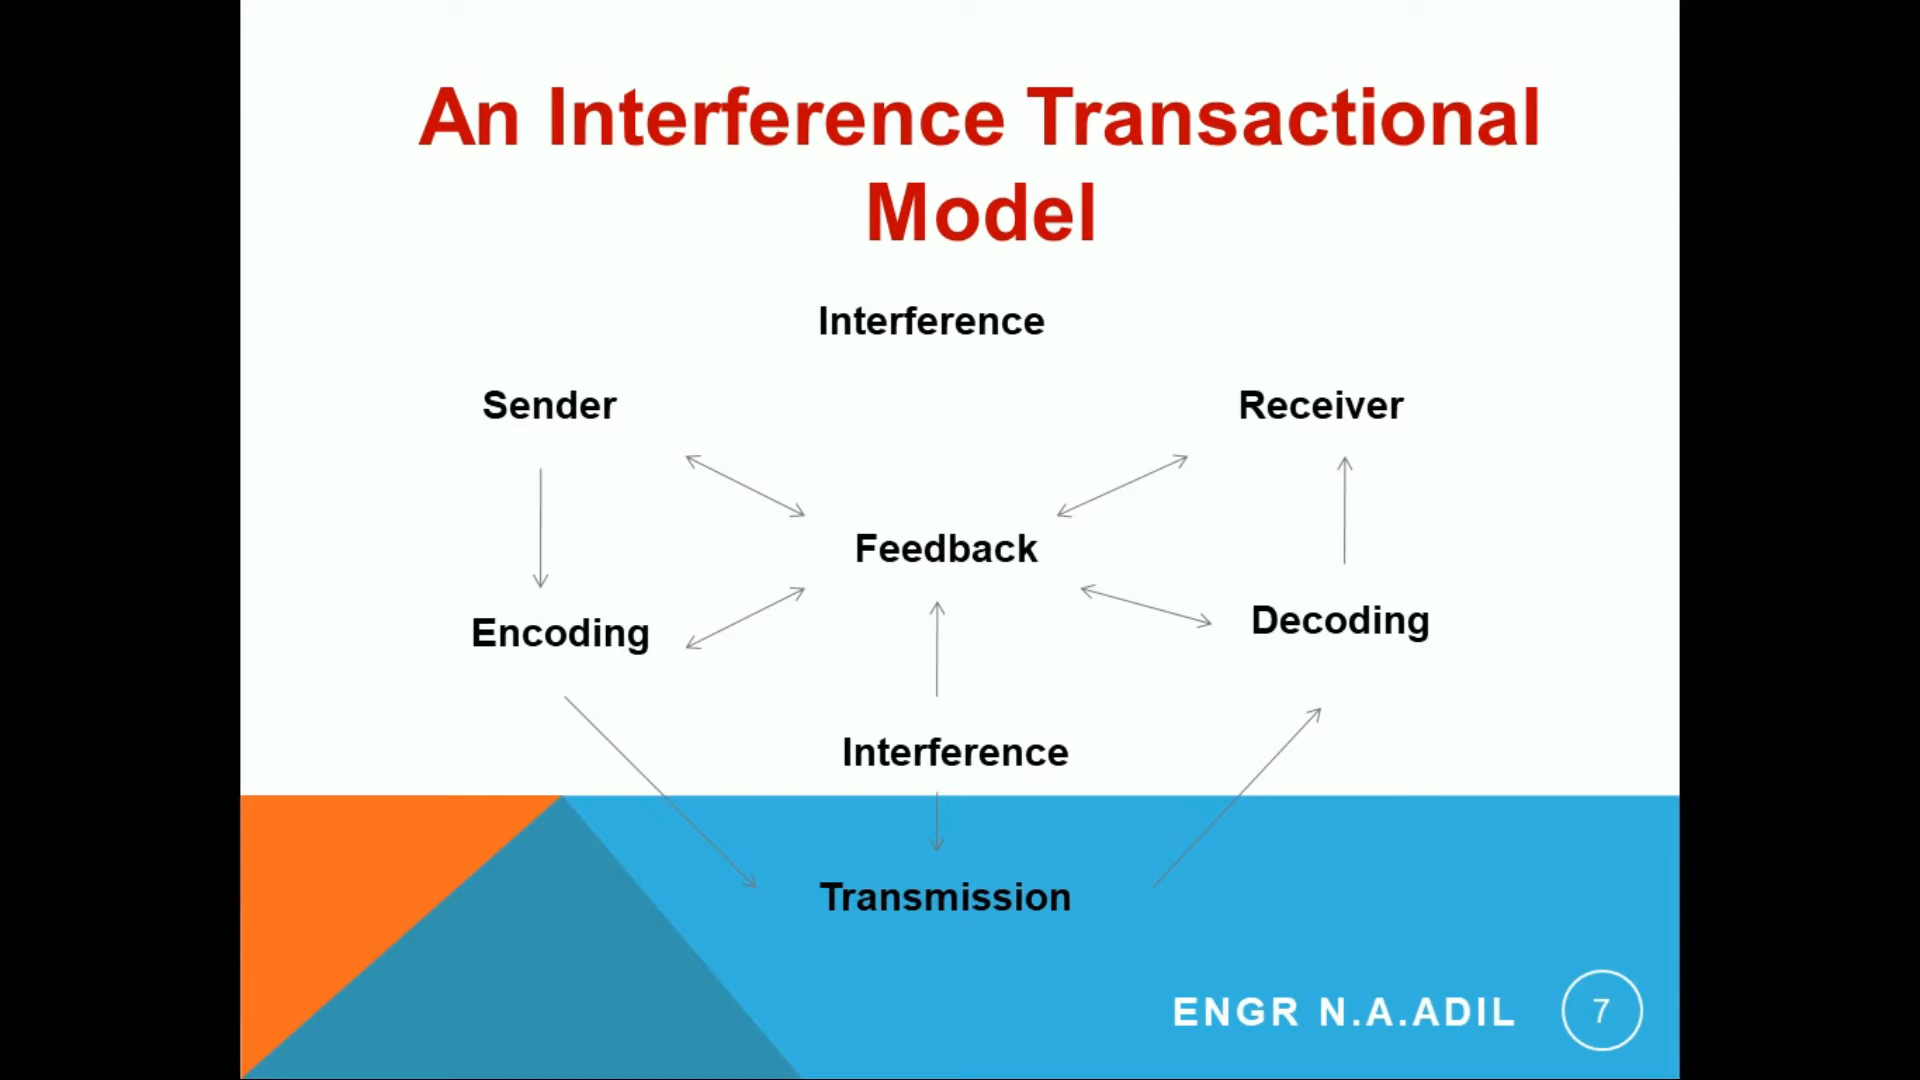 An Interference Transactional
Model
Interference
Sender
Receiver
Feedback
Encoding
Decoding
Interference
Transmission
ENGR N.A.ADIL
7